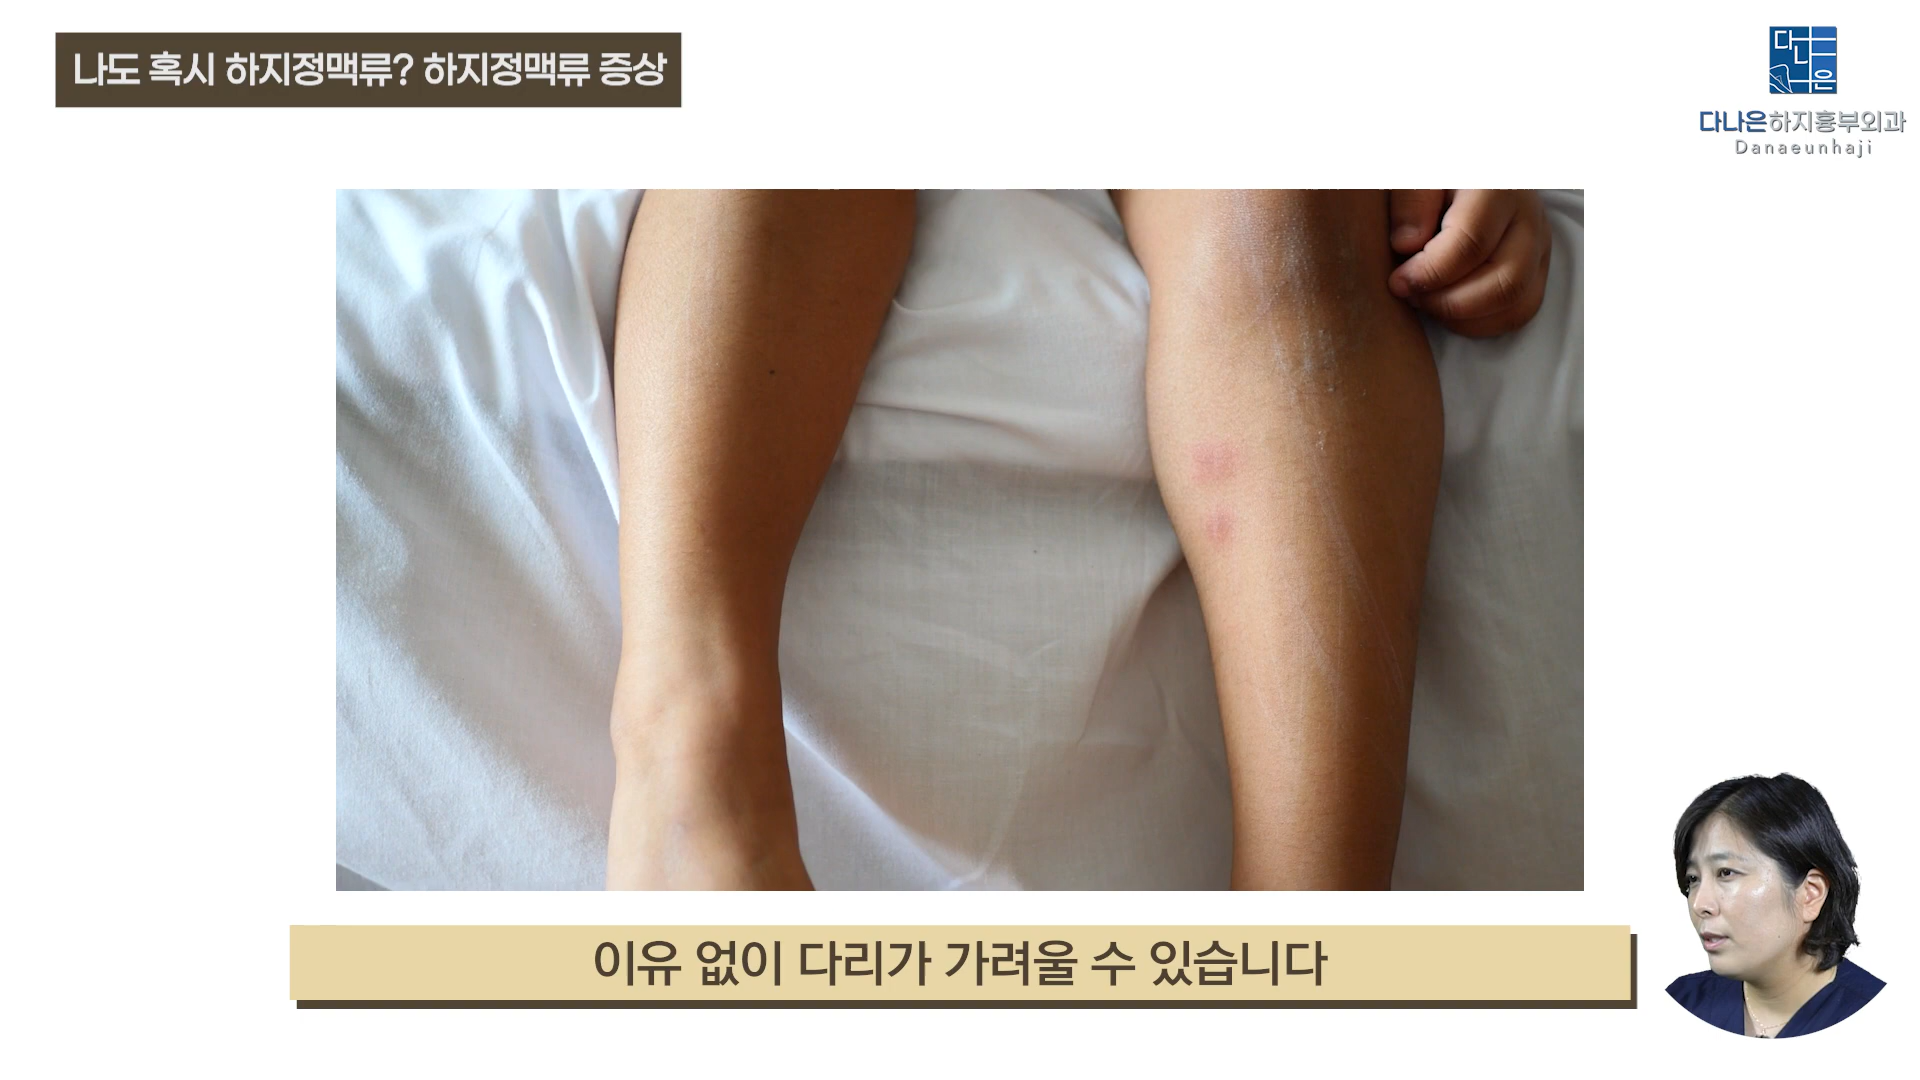 나도 혹시 하지정맥류? 하지정맥류 증상
다나은
다나은하지흉부외과
Danaeunhaji
이유 없이 다리가 가려울 수 있습니다